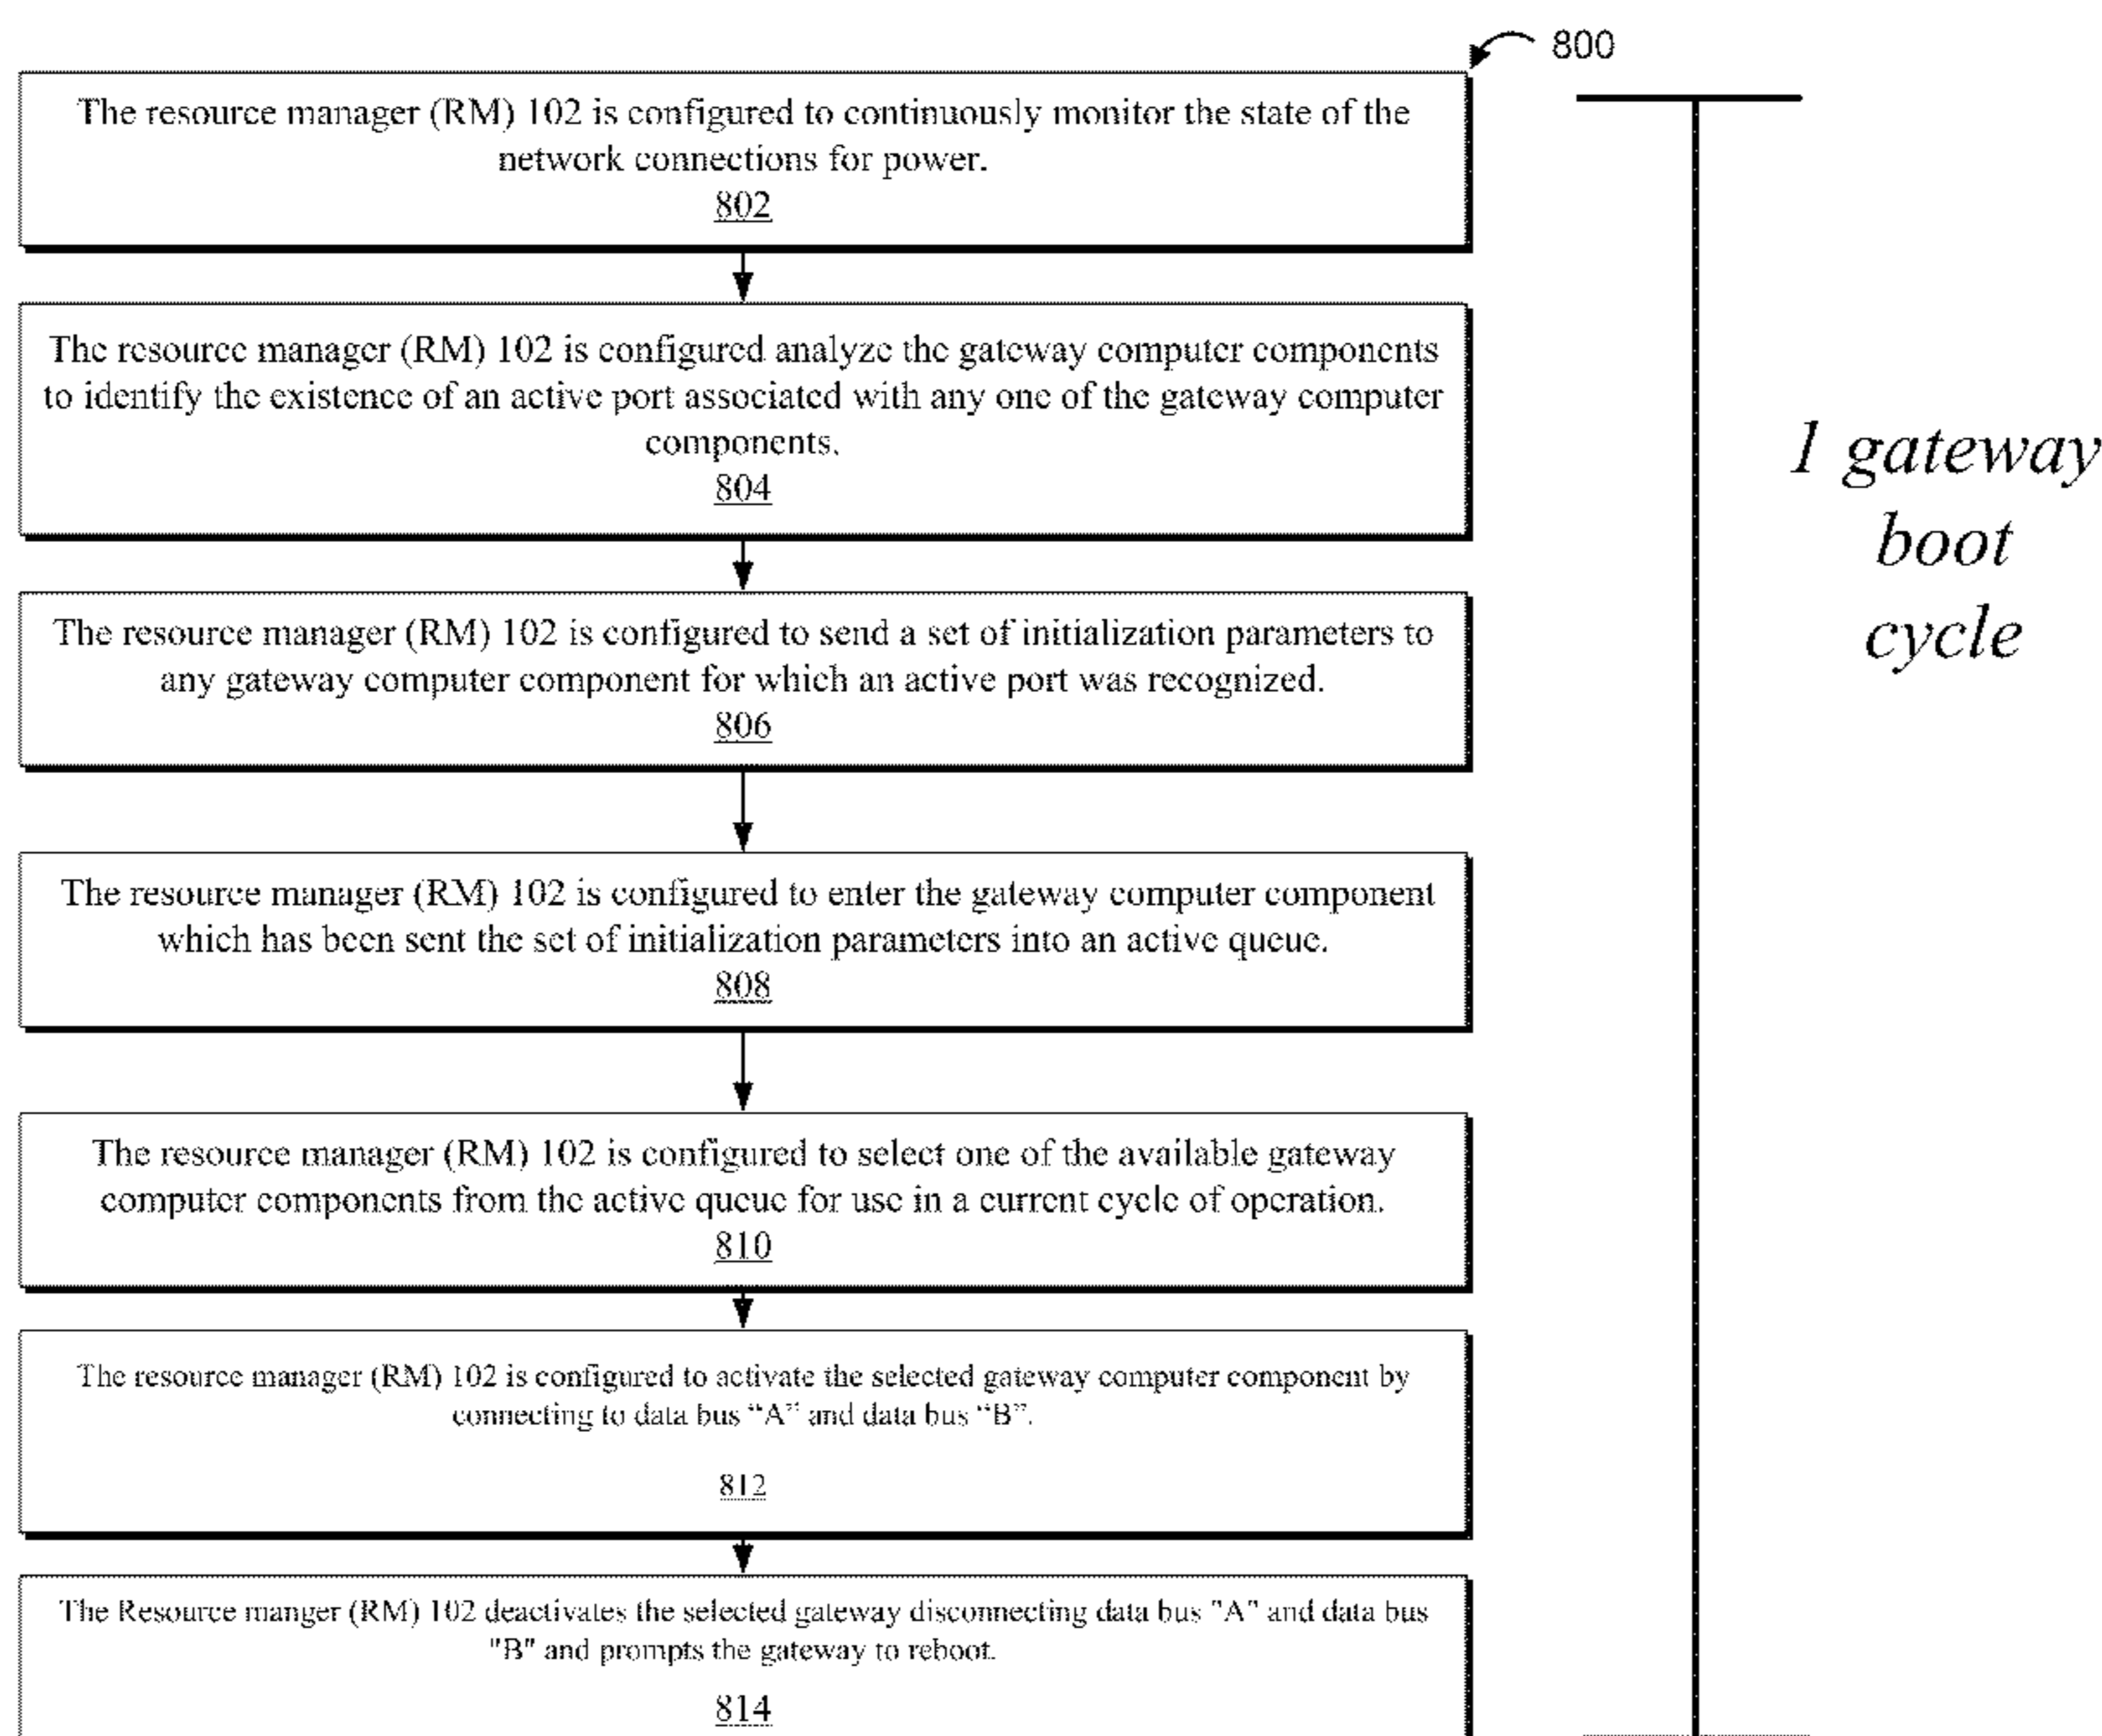 800
The resource manager (RM) 102 is configured to continuously monitor the state of the
network connections for power.
802
The resource manager (RM) 102 is configured analyze the gateway computer components
to identify the existence of an active port associated with any one of the gateway computer
components.
804
The resource manager (RM) 102 is configured to send a set of initialization parameters to
any gateway computer component for which an active port was recognized.
806
The resource manager (RM) 102 is configured to enter the gateway computer component
which has been sent the set of initialization parameters into an active queue.
808
The resource manager (RM) 102 is configured to select one of the available gateway
computer components from the active queue for use in a current cycle of operation.
810
The resource manager (RM) 102 is configured to activate the selected gateway computer component by
connecting to data bus “A” and data bus “B”.
812
The Resource manger (RM) 102 deactivates the selected gateway disconnecting data bus "A" and data bus
"B" and prompts the gateway to reboot.
814
1 gateway
boot
cycle